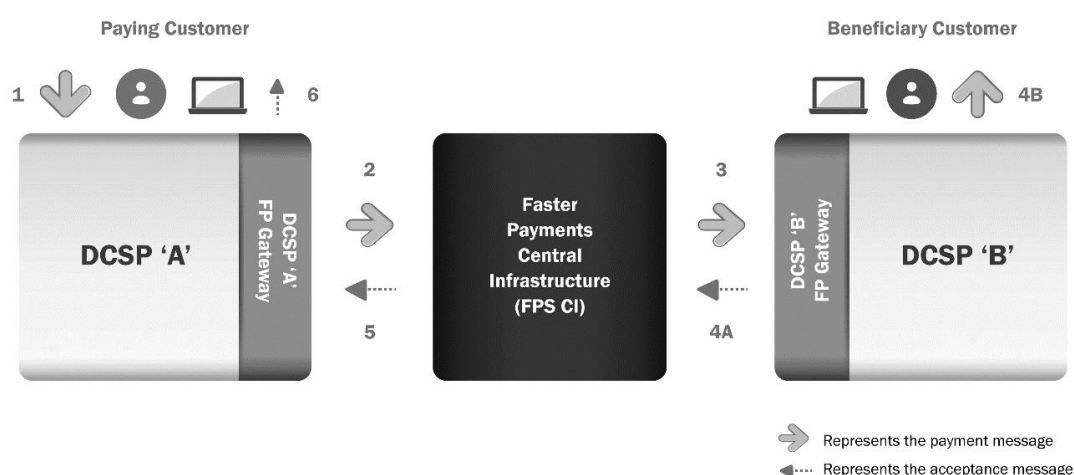 Paying Customer
Beneficiary Customer
1
6
4B
2
3
DCSP ‘A’
DCSP ‘A’
FP Gateway
Faster
Payments
Central
Infrastructure
(FPS CI)
DCSP ‘B’
FP Gateway
DCSP ‘B’
5
4A
Represents the payment message
Represents the acceptance message